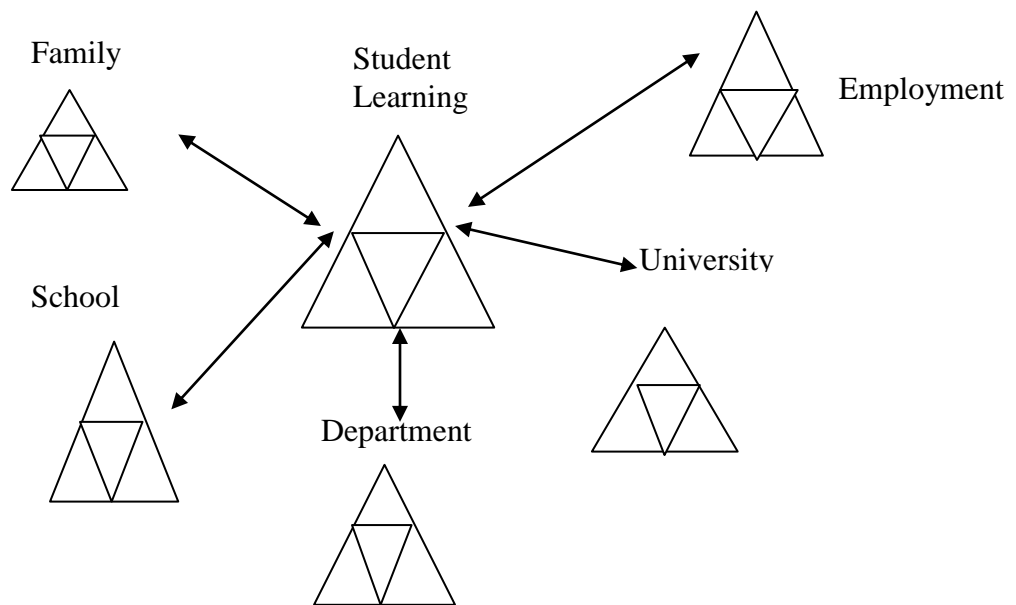 Family
Student
Learning
Employment
University
School
Department